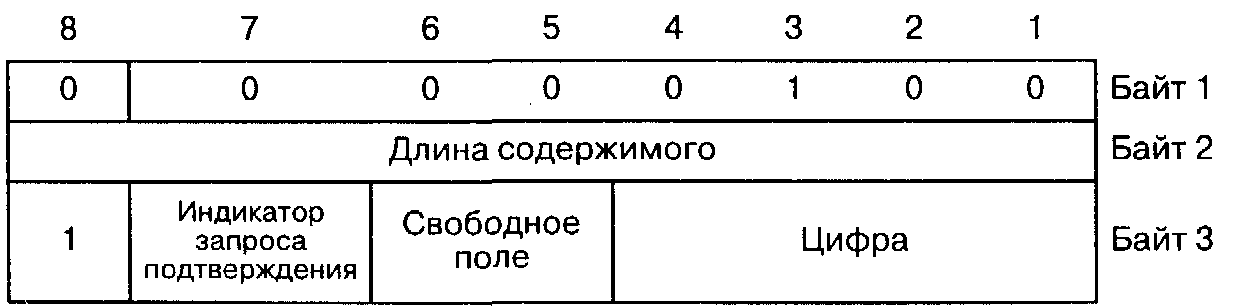 8 7 6 5 4 3 2 1
0 0 0 0 0 1 0 0 Байт 1
Длина содержимого Байт 2
1 Индикатор запроса подтверждения Свободное поле Цифра Байт 3